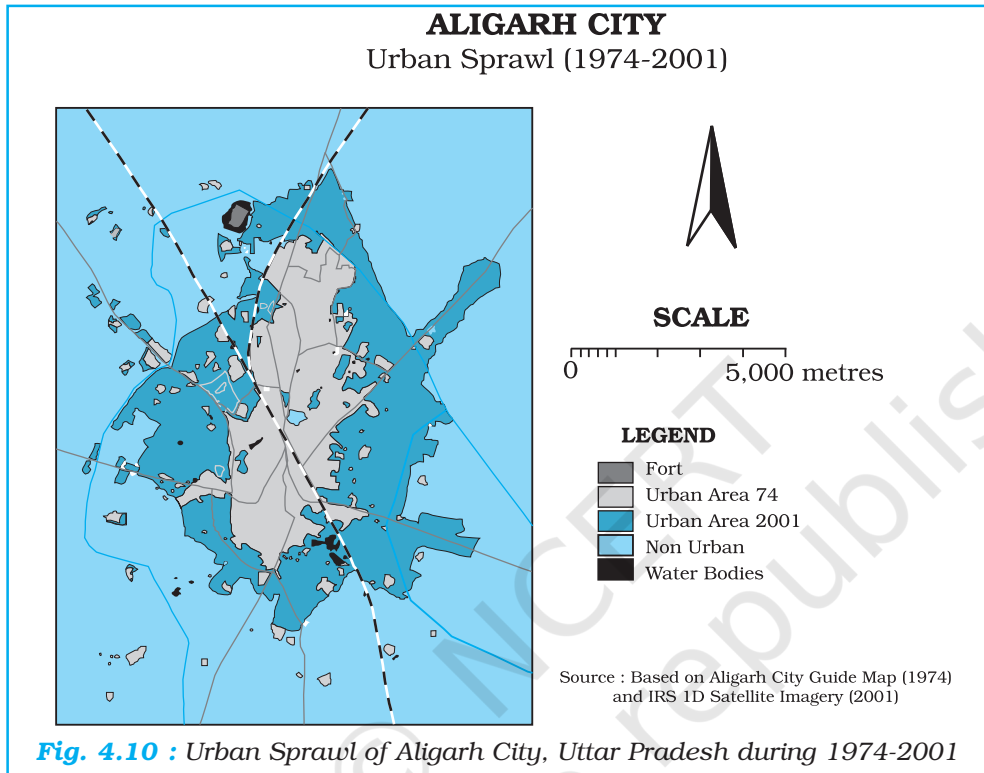 ALIGARH CITY
Urban Sprawl (1974-2001)
SCALE
0 5,000 metres
LEGEND
Fort
Urban Area 74
Urban Area 2001
Non Urban
Water Bodies
Source : Based on Aligarh City Guide Map (1974)
and IRS 1D Satellite Imagery (2001)
© NCERT
republish
Fig. 4.10 : Urban Sprawl of Aligarh City, Uttar Pradesh during 1974-2001